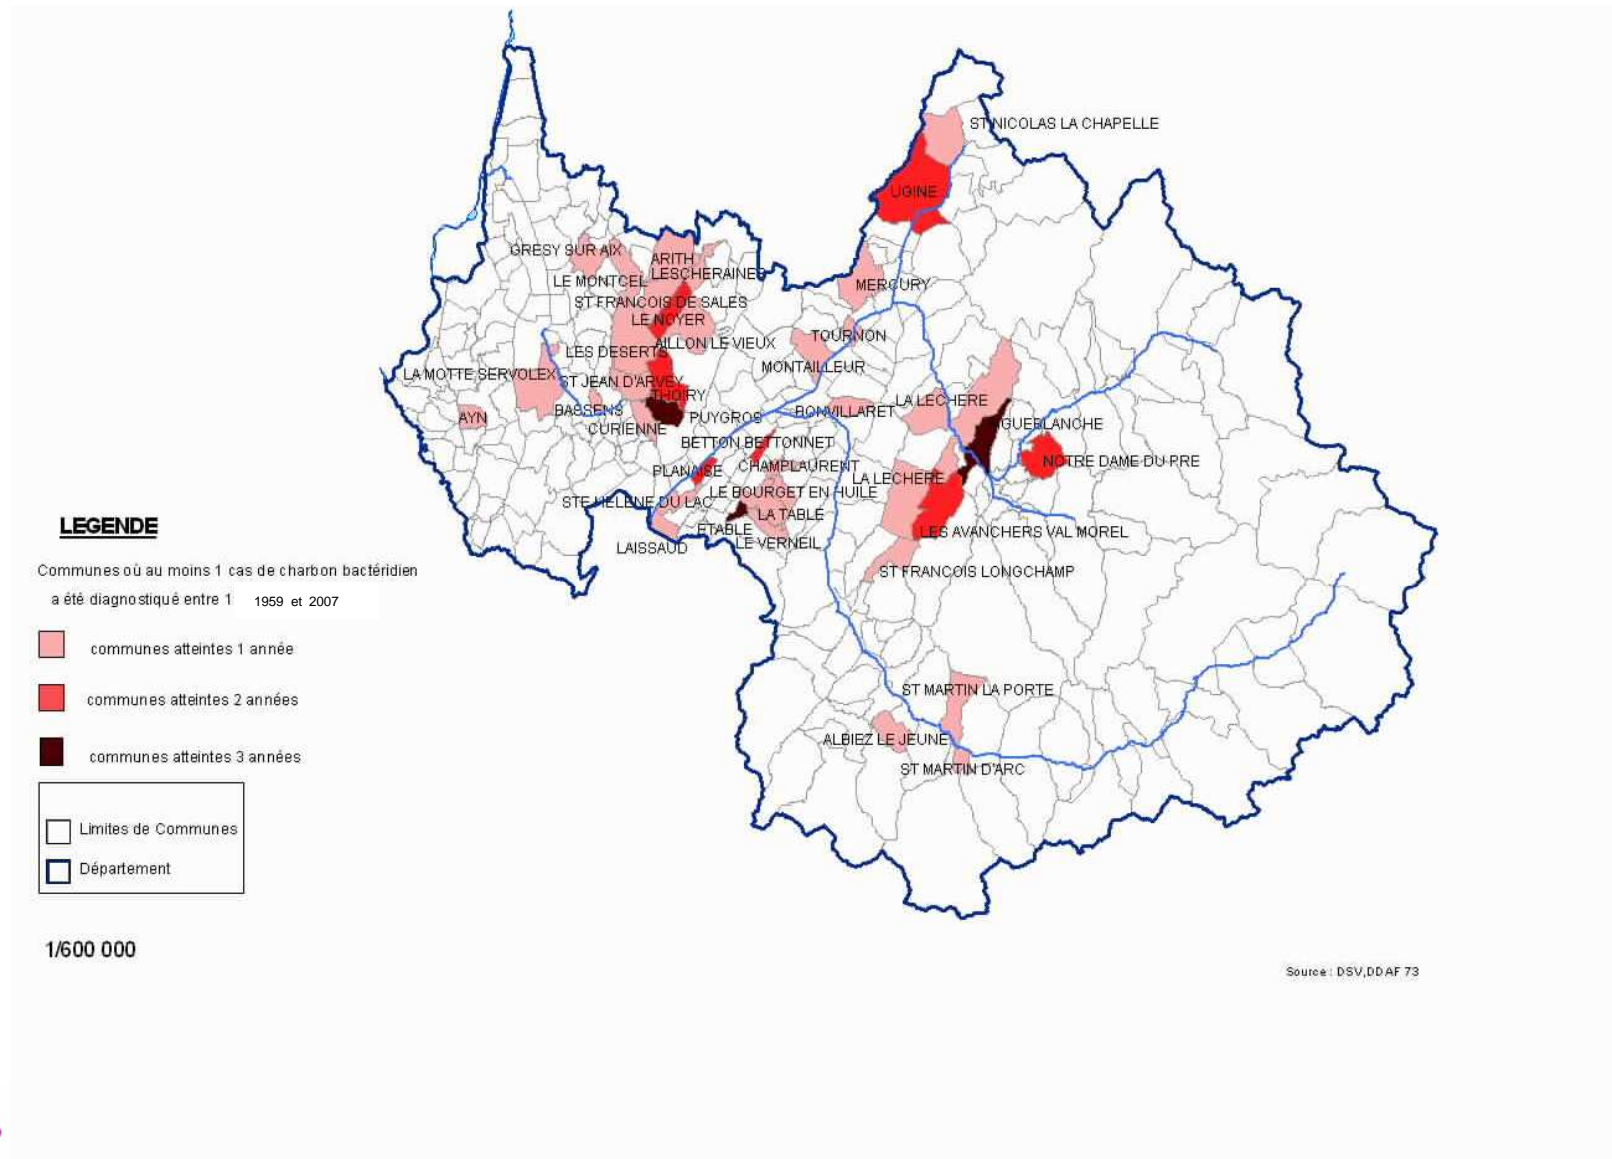 ST NICOLAS LA CHAPELLE
UGINE
GRESY SUR AIX
ARITH
LESCHERAINES
LE MONTCEL
MERCURY
ST FRANCOIS DE SALES
LE NOYER
TOURNON
AILLON LE VIEUX
LES DESERTS
MONTAILLEUR
LA MOTTE SERVOLEX
ST JEAN D'ARVEY
THOIRY
LA LECHERE
BASSENS
PUYGROS
BONVILLARET
AYN
CURIENNE
AIGUEBLANCHE
BETTON BETTONNET
NOTRE DAME DU PRE
PLANAISE
CHAMPLAURENT
LA LECHERE
LE BOURGET EN HUILE
STE HELENE DU LAC
LA TABLE
ETABLE
LES AVANCHERS VAL MOREL
LE VERNEIL
LAISSAUD
ST FRANCOIS LONGCHAMP
ST MARTIN LA PORTE
ALBIEZ LE JEUNE
ST MARTIN D'ARC
LEGENDE
Communes où au moins 1 cas de charbon bactéridien
a été diagnostiqué entre 1 1959 et 2007
communes atteintes 1 année
communes atteintes 2 années
communes atteintes 3 années
Limites de Communes
Département
1/600 000
Source : DSV,DDAF 73